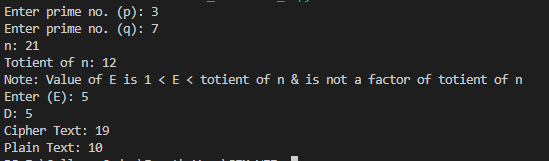 Enter prime no. (p): 3
Enter prime no. (q): 7
n: 21
Totient of n: 12
Note: Value of E is 1 < E < totient of n & is not a factor of totient of n
Enter (E): 5
D: 5
Cipher Text: 19
Plain Text: 10